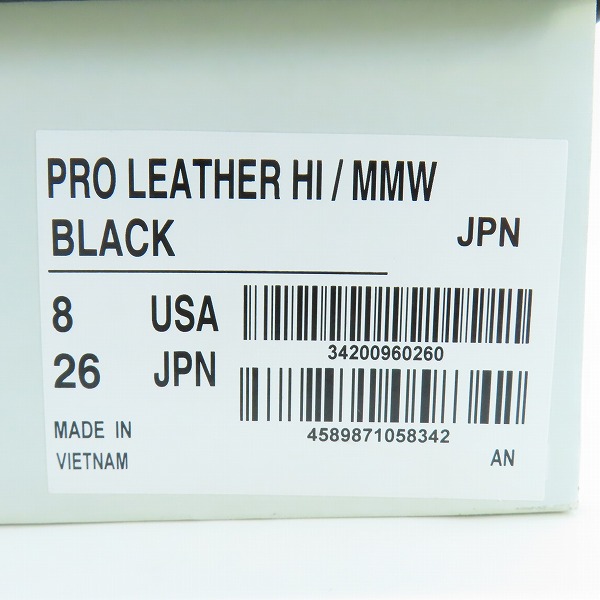 PRO LEATHER HI / MMW
BLACK JPN
8 USA
34200960260
26 JPN
4589871058342
MADE IN
VIETNAM
AN